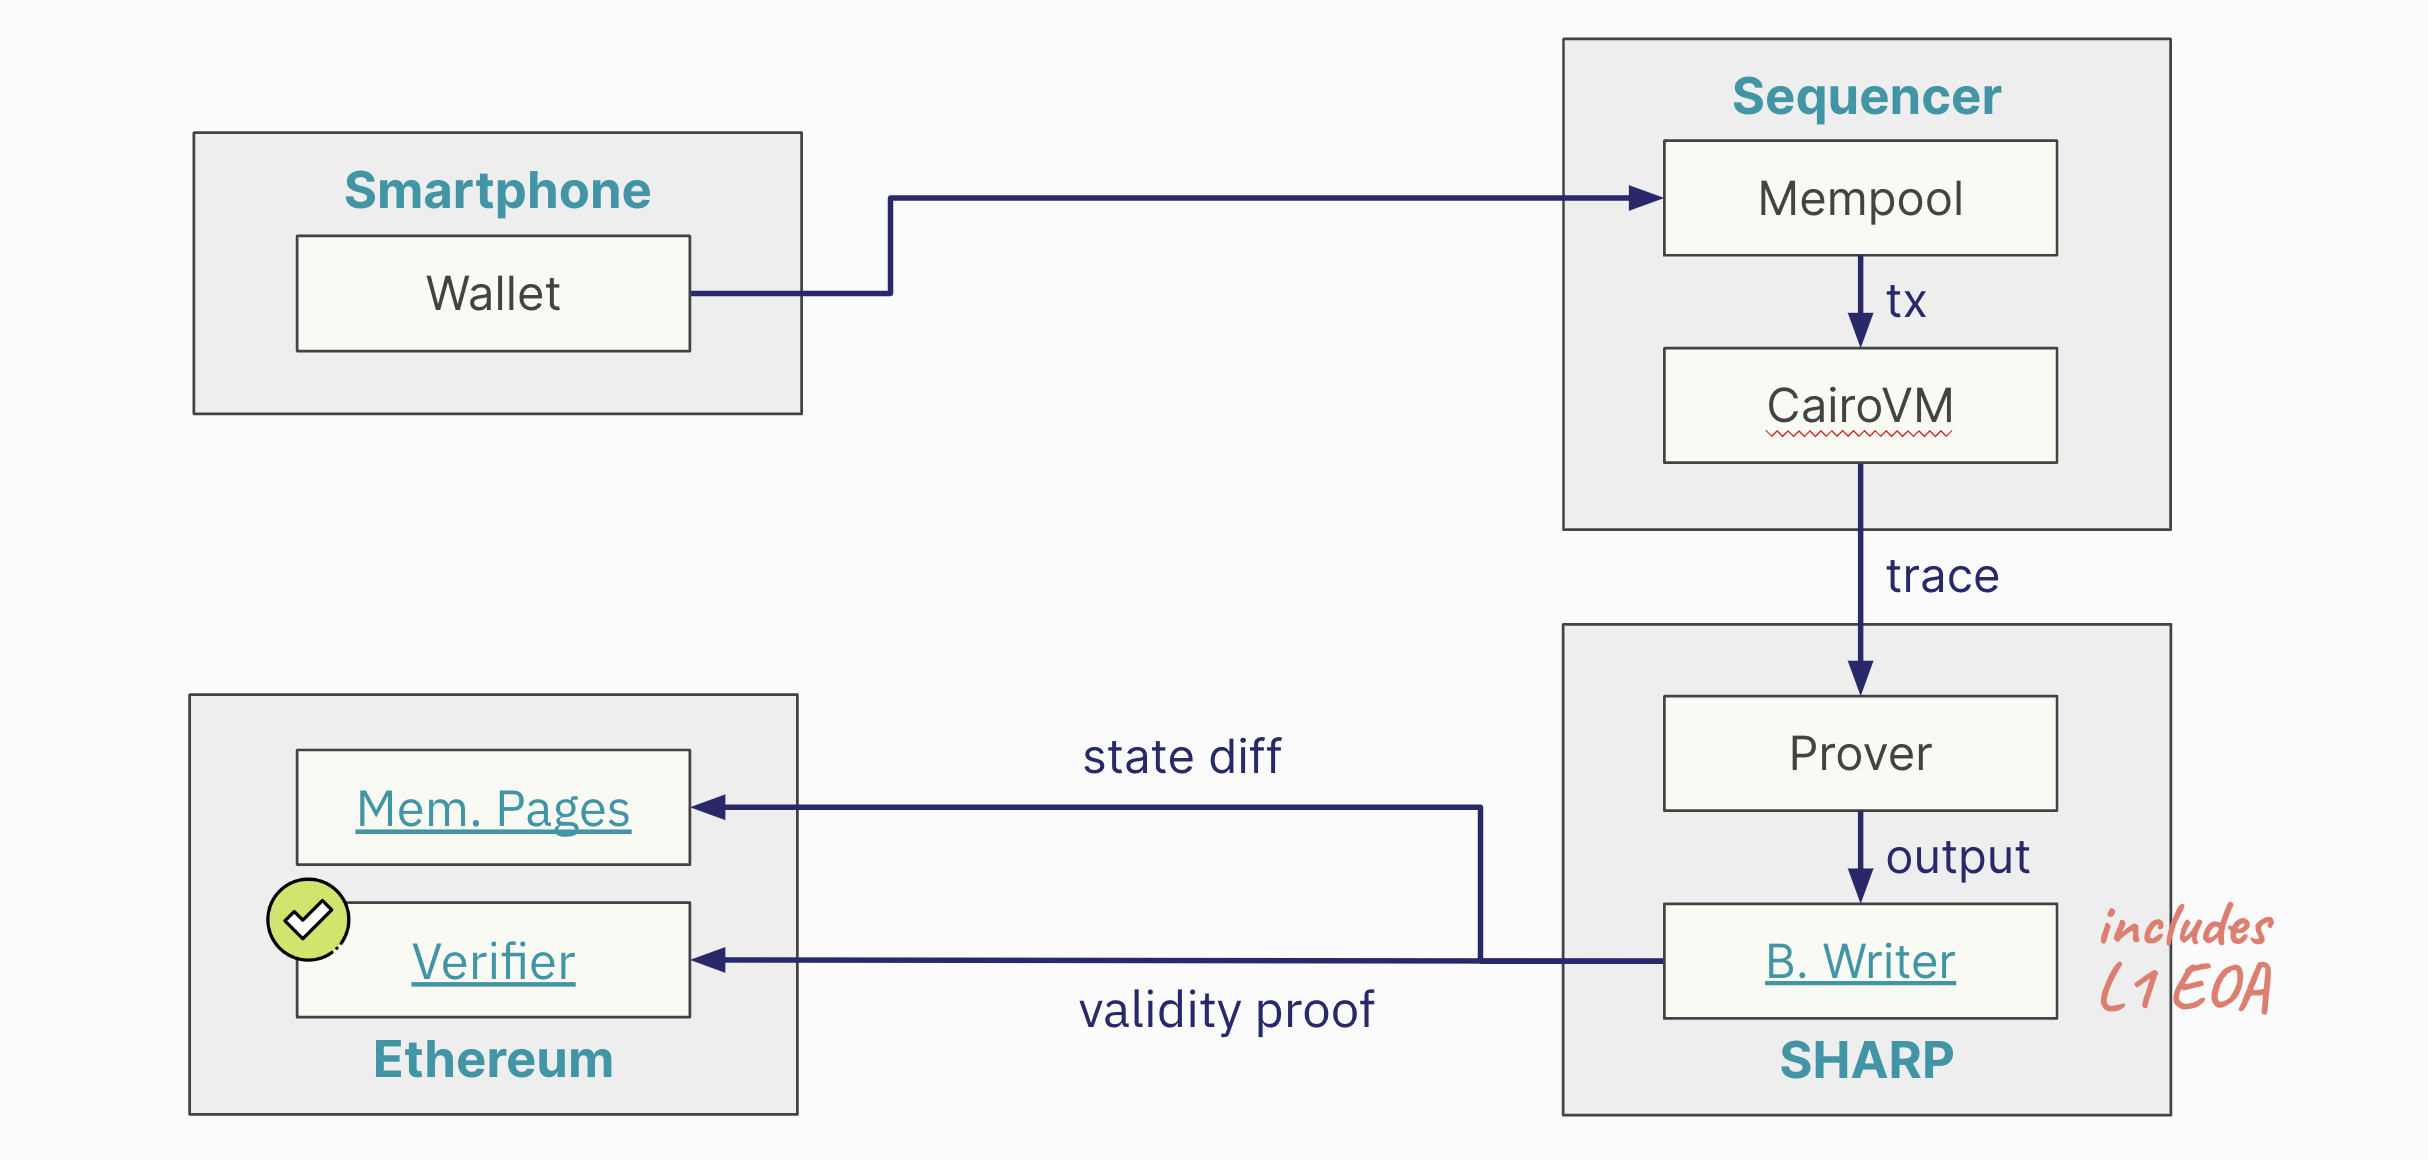 Smartphone
Wallet
Sequencer
Mempool
tx
CairoVM
trace
Prover
output
B. Writer
includes
L1 EOA
SHARP
state diff
validity proof
Mem. Pages
Verifier
Ethereum